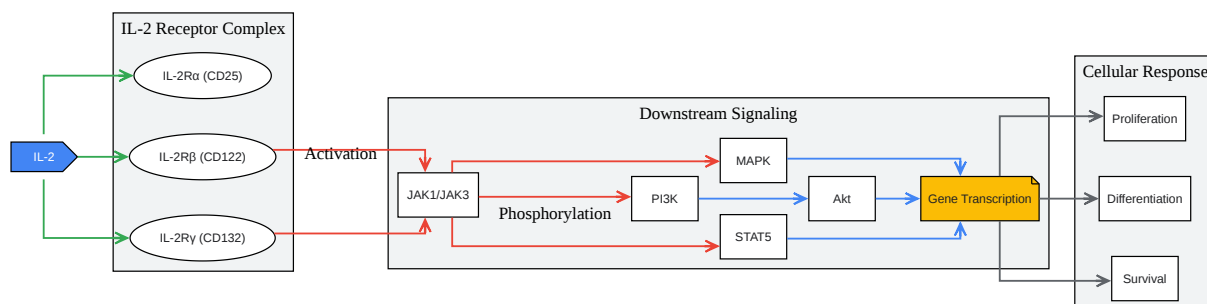 IL-2 Receptor Complex
IL-2Rα (CD25)
IL-2
IL-2Rβ (CD122)
IL-2Rγ (CD132)
Activation
Downstream Signaling
JAK1/JAK3
Phosphorylation
MAPK
PI3K
Akt
STAT5
Gene Transcription
Cellular Response
Proliferation
Differentiation
Survival